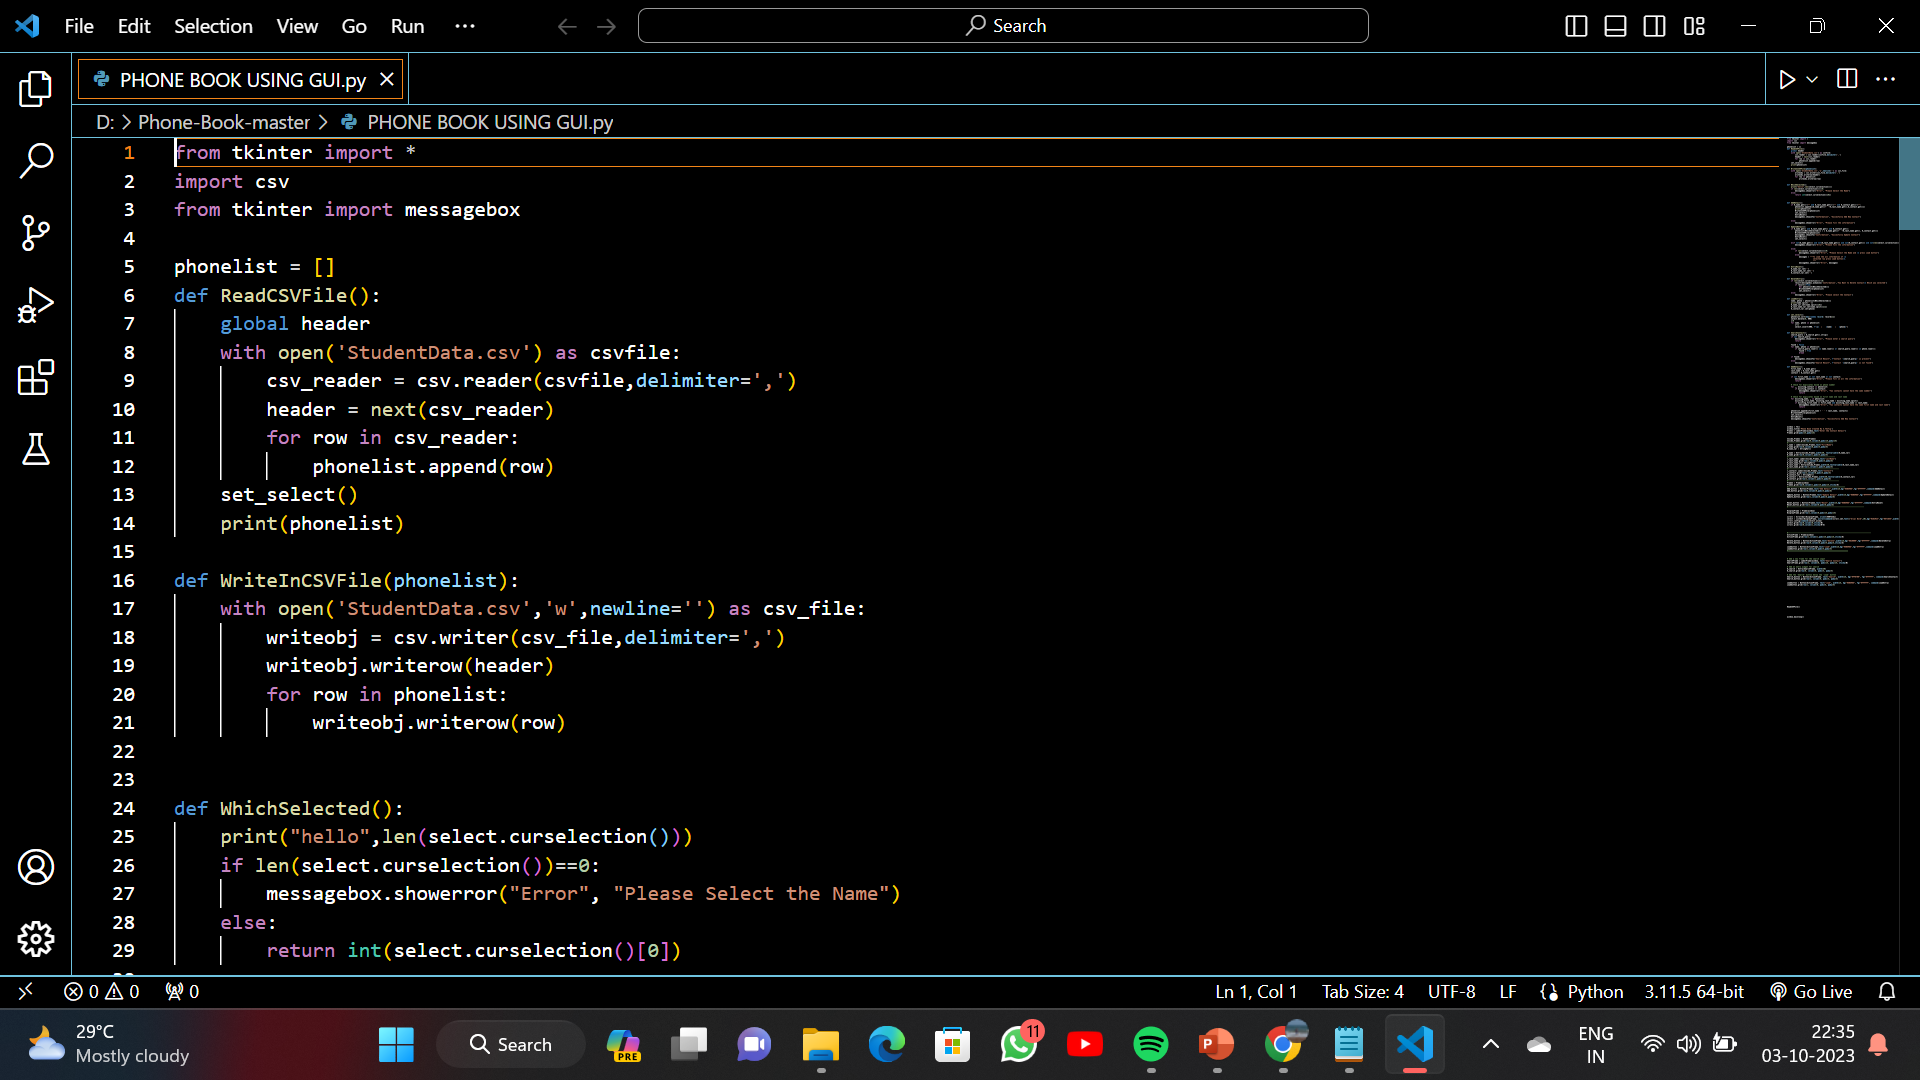 File Edit Selection View Go Run ··· Search
PHONE BOOK USING GUI.py
D: > Phone-Book-master > PHONE BOOK USING GUI.py
1 from tkinter import *
2 import csv
3 from tkinter import messagebox
4
5 phonelist = []
6 def ReadCSVFile():
7     global header
8     with open('StudentData.csv') as csvfile:
9         csv_reader = csv.reader(csvfile,delimiter=',')
10         header = next(csv_reader)
11         for row in csv_reader:
12             phonelist.append(row)
13     set_select()
14     print(phonelist)
15
16 def WriteInCSVFile(phonelist):
17     with open('StudentData.csv','w',newline='') as csv_file:
18         writeobj = csv.writer(csv_file,delimiter=',')
19         writeobj.writerow(header)
20         for row in phonelist:
21             writeobj.writerow(row)
22
23
24 def WhichSelected():
25     print("hello",len(select.curselection()))
26     if len(select.curselection())==0:
27         messagebox.showerror("Error", "Please Select the Name")
28     else:
29         return int(select.curselection()[0])
0 0 0 Ln 1, Col 1 Tab Size: 4 UTF-8 LF Python 3.11.5 64-bit Go Live
29°C
Mostly cloudy
Search
PRE
11
P
ENG
IN
22:35
03-10-2023